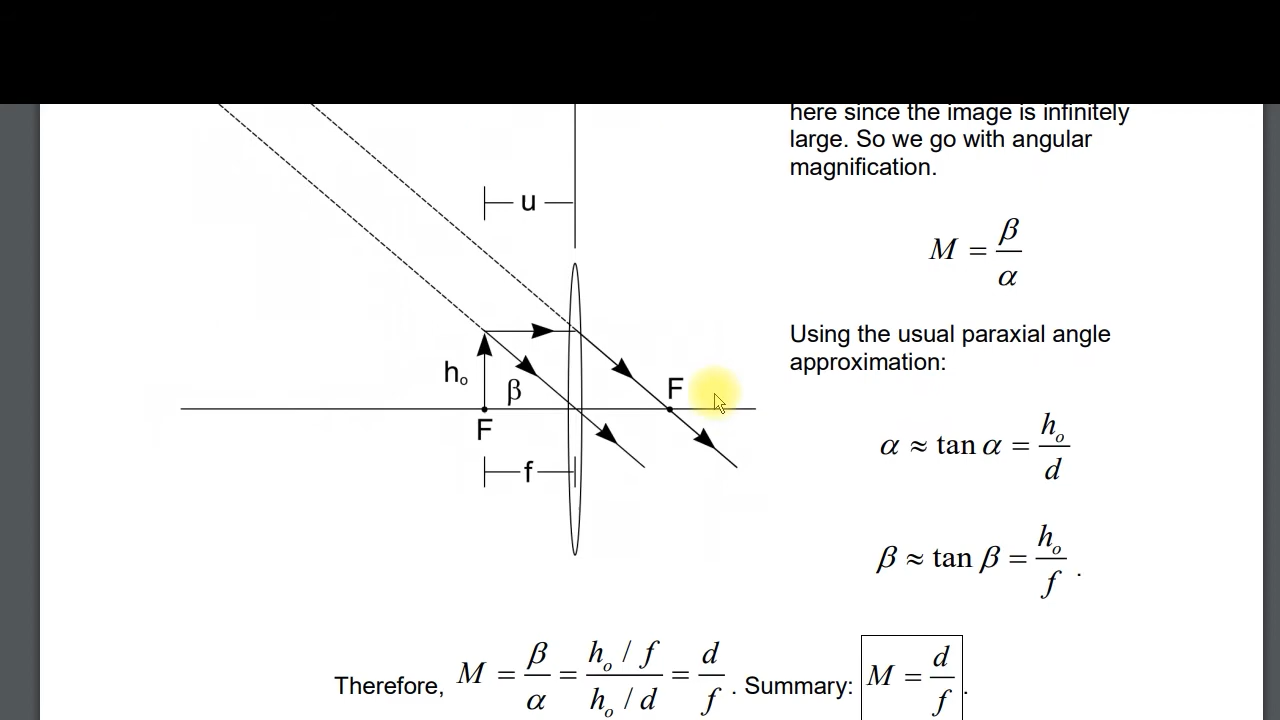 here since the image is infinitely
large. So we go with angular
magnification.
u
M = β / α
Using the usual paraxial angle
approximation:
hₒ
β
F
F
f
α ≈ tan α = hₒ / d
β ≈ tan β = hₒ / f .
Therefore, M = β / α = (hₒ / f) / (hₒ / d) = d / f . Summary: M = d / f .